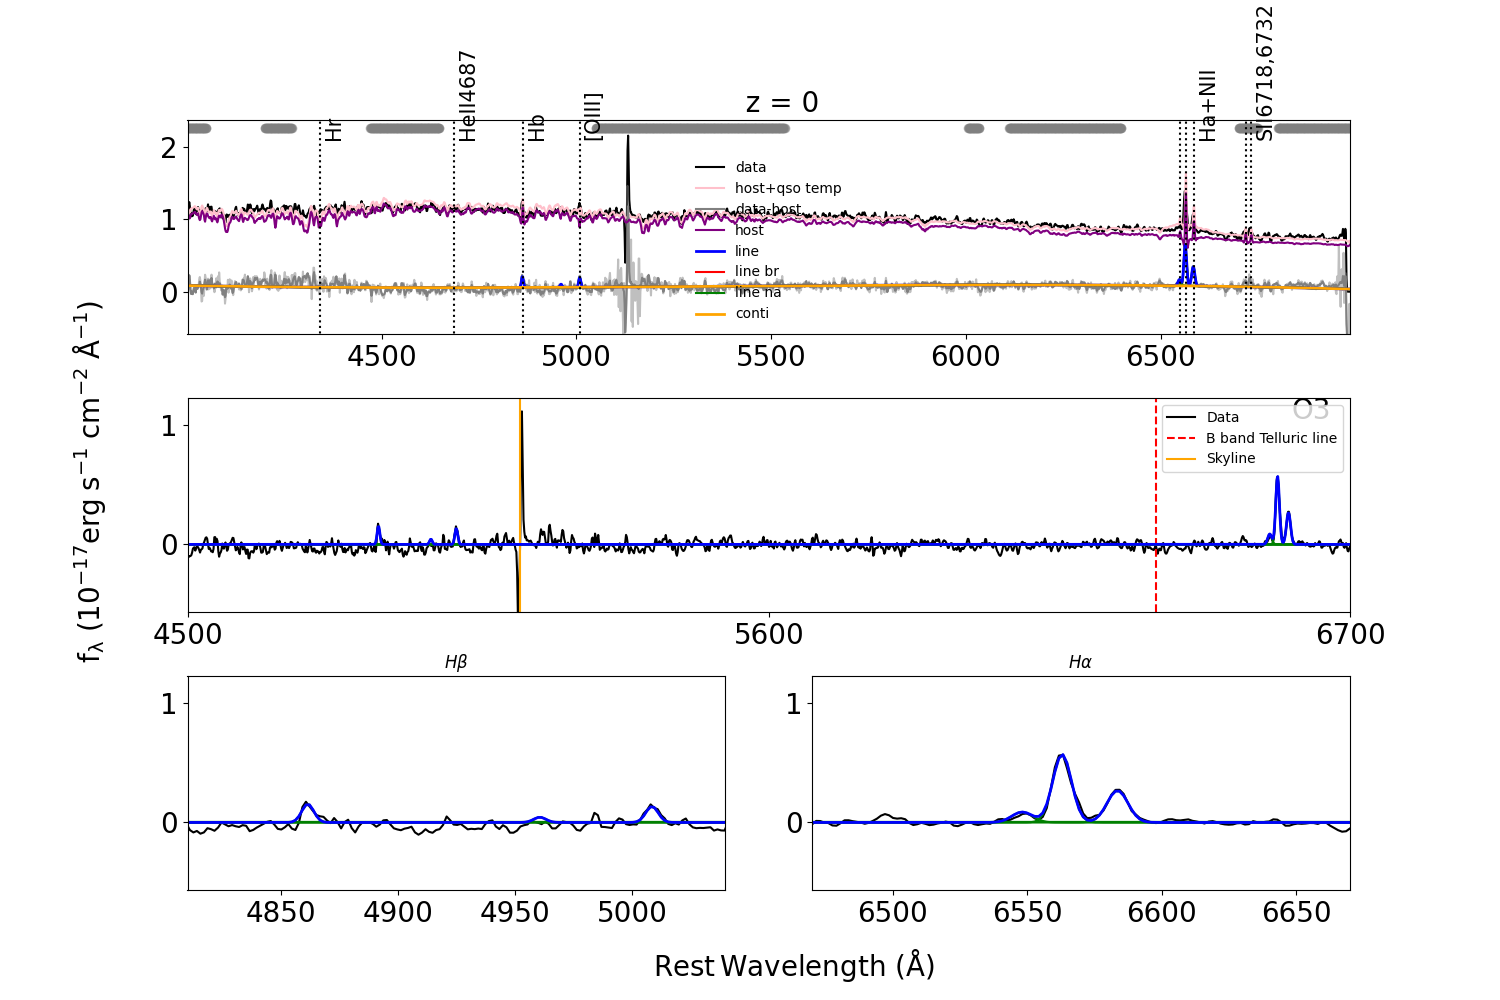 z = 0
Hr
HeII4687
Hb
[OIII]
Ha+NII
SII6718,6732
data
host+qso temp
data-host
host
line
line br
line na
conti
2
1
0
4500
5000
5500
6000
6500
O3
Data
B band Telluric line
Skyline
1
0
4500
5600
6700
fλ (10⁻¹⁷erg s⁻¹ cm⁻² Å⁻¹)
Hβ
1
0
4850
4900
4950
5000
Hα
1
0
6500
6550
6600
6650
Rest Wavelength (Å)